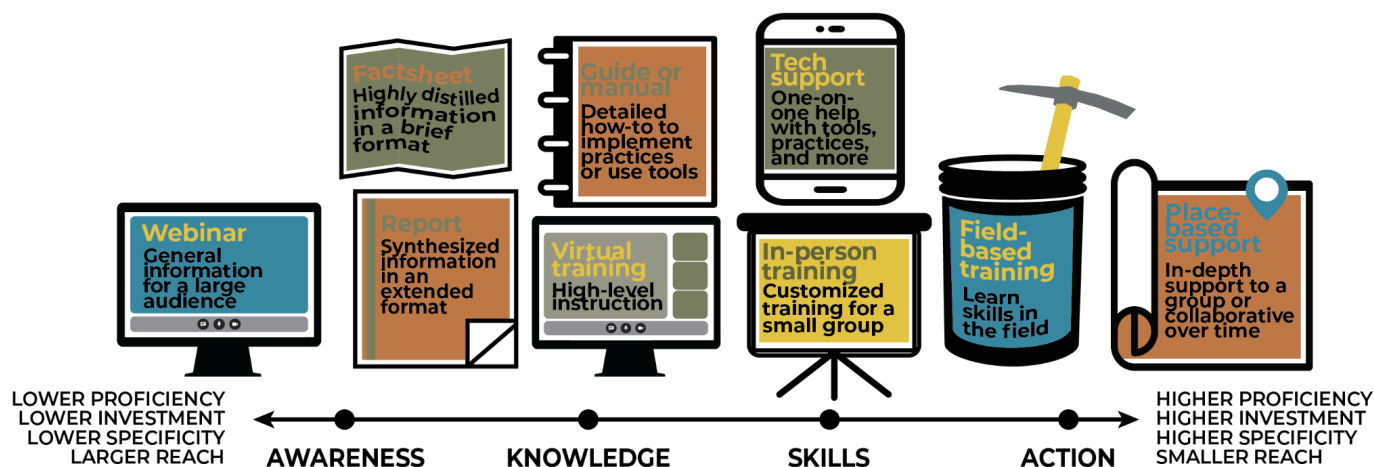 Factsheet
Highly distilled
information
in a brief
format
Guide or
manual
Detailed
how-to to
implement
practices
or use tools
Tech
support
One-on-
one help
with tools,
practices,
and more
Webinar
General
information
for a large
audience
Report
Synthesized
information
in an
extended
format
Virtual
training
High-level
instruction
In-person
training
Customized
training for a
small group
Field-
based
training
Learn
skills in
the field
Place-
based
support
In-depth
support to a
group or
collaborative
over time
LOWER PROFICIENCY
LOWER INVESTMENT
LOWER SPECIFICITY
LARGER REACH
AWARENESS
KNOWLEDGE
SKILLS
ACTION
HIGHER PROFICIENCY
HIGHER INVESTMENT
HIGHER SPECIFICITY
SMALLER REACH